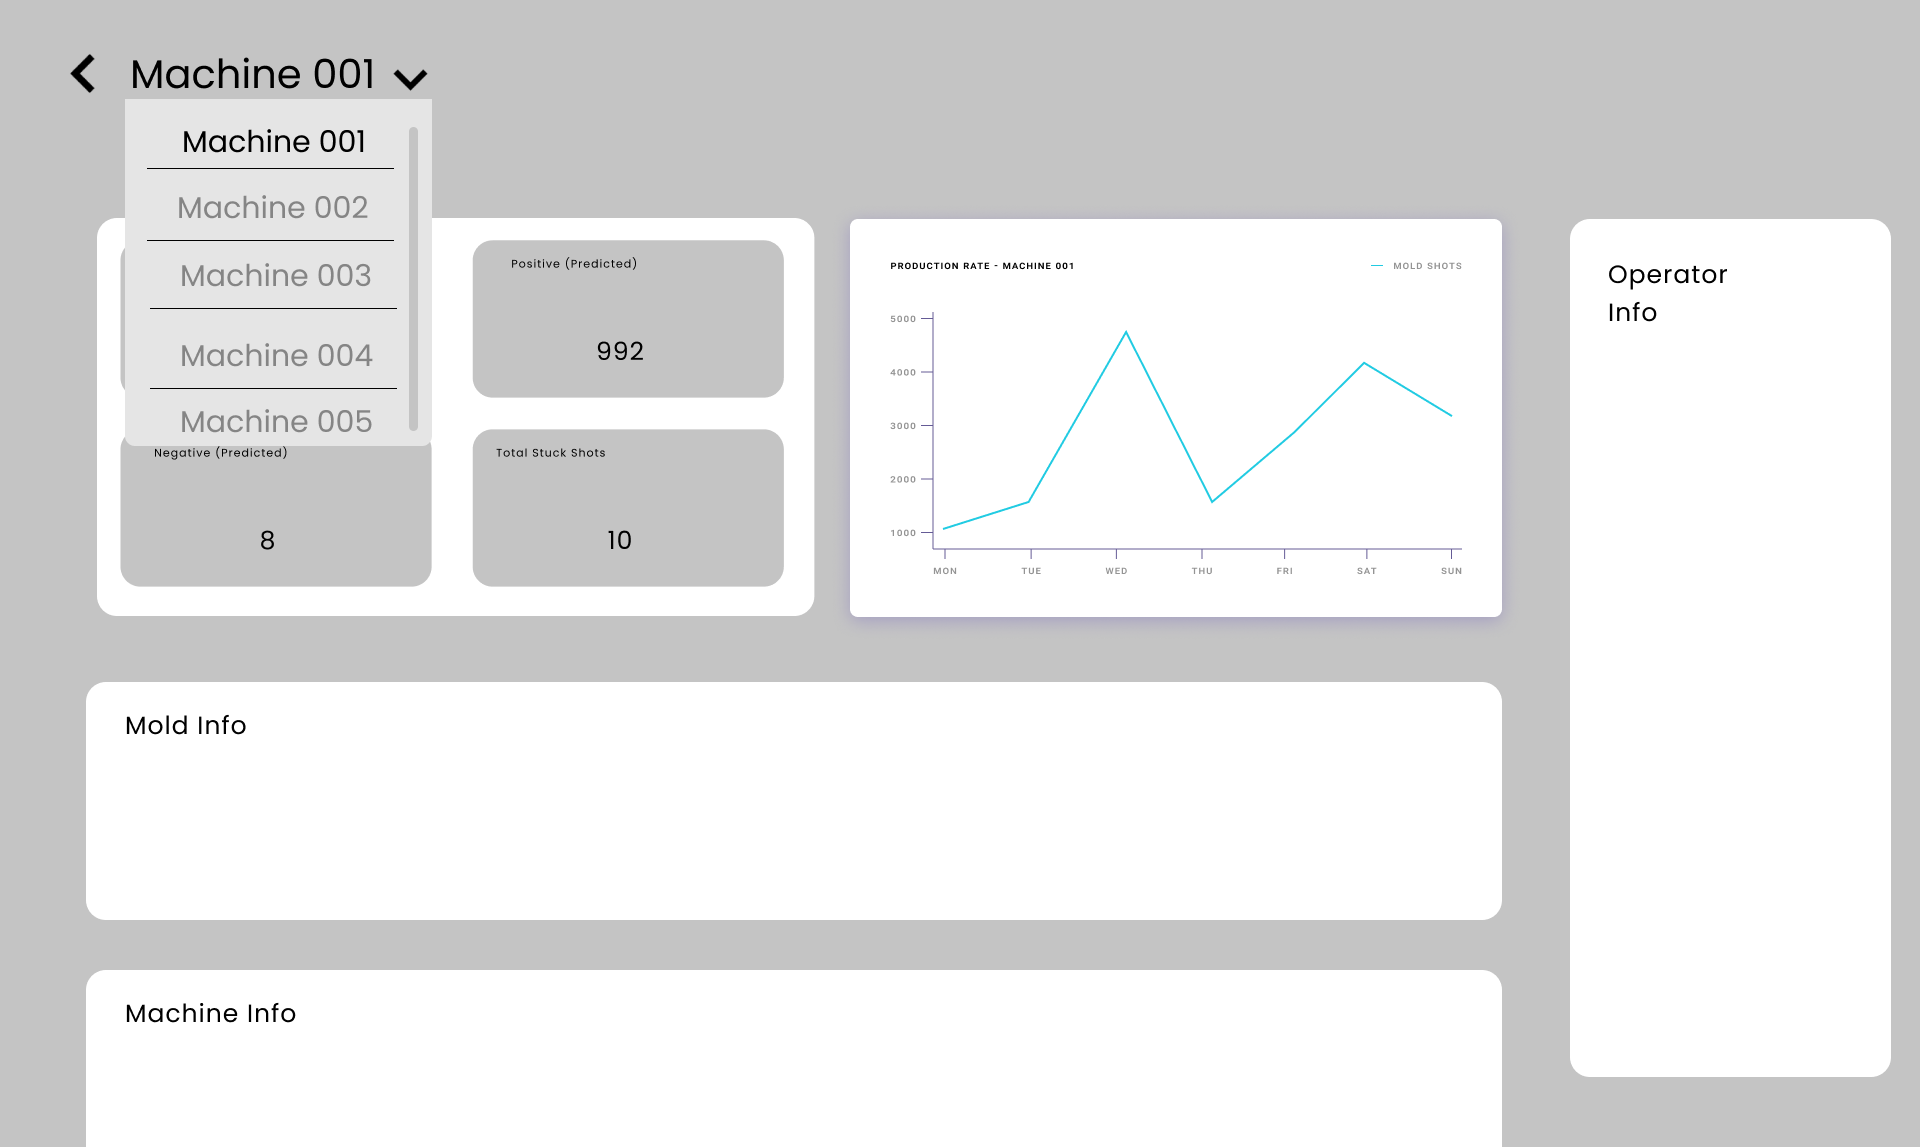 Machine 001
Machine 001
Machine 002
Machine 003
Machine 004
Machine 005
Positive (Predicted)
992
Negative (Predicted)
8
Total Stuck Shots
10
PRODUCTION RATE - MACHINE 001
MOLD SHOTS
5000
4000
3000
2000
1000
MON TUE WED THU FRI SAT SUN
Operator
Info
Mold Info
Machine Info